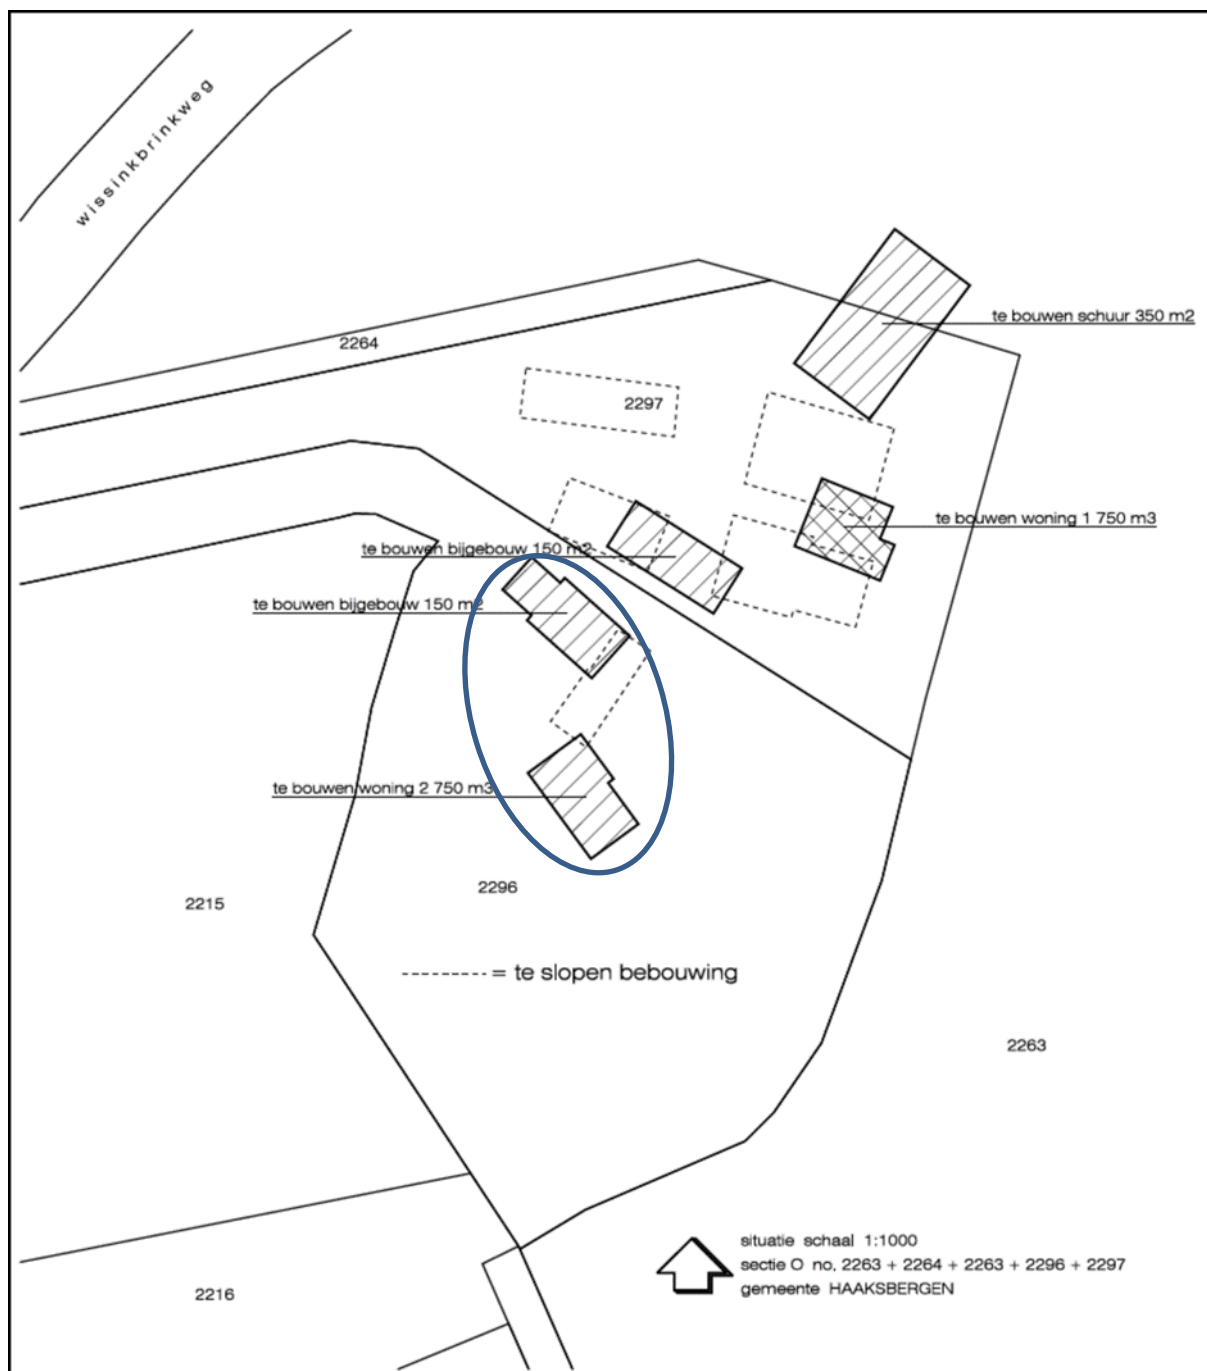 wissinkbrinkweg
te bouwen schuur 350 m2
2264
2297
te bouwen woning 1 750 m3
te bouwen bijgebouw 150 m2
te bouwen bijgebouw 150 m2
te bouwen woning 2 750 m3
2296
2215
--------- = te slopen bebouwing
2263
situatie schaal 1:1000
sectie O no, 2263 + 2264 + 2263 + 2296 + 2297
gemeente HAAKSBERGEN
2216